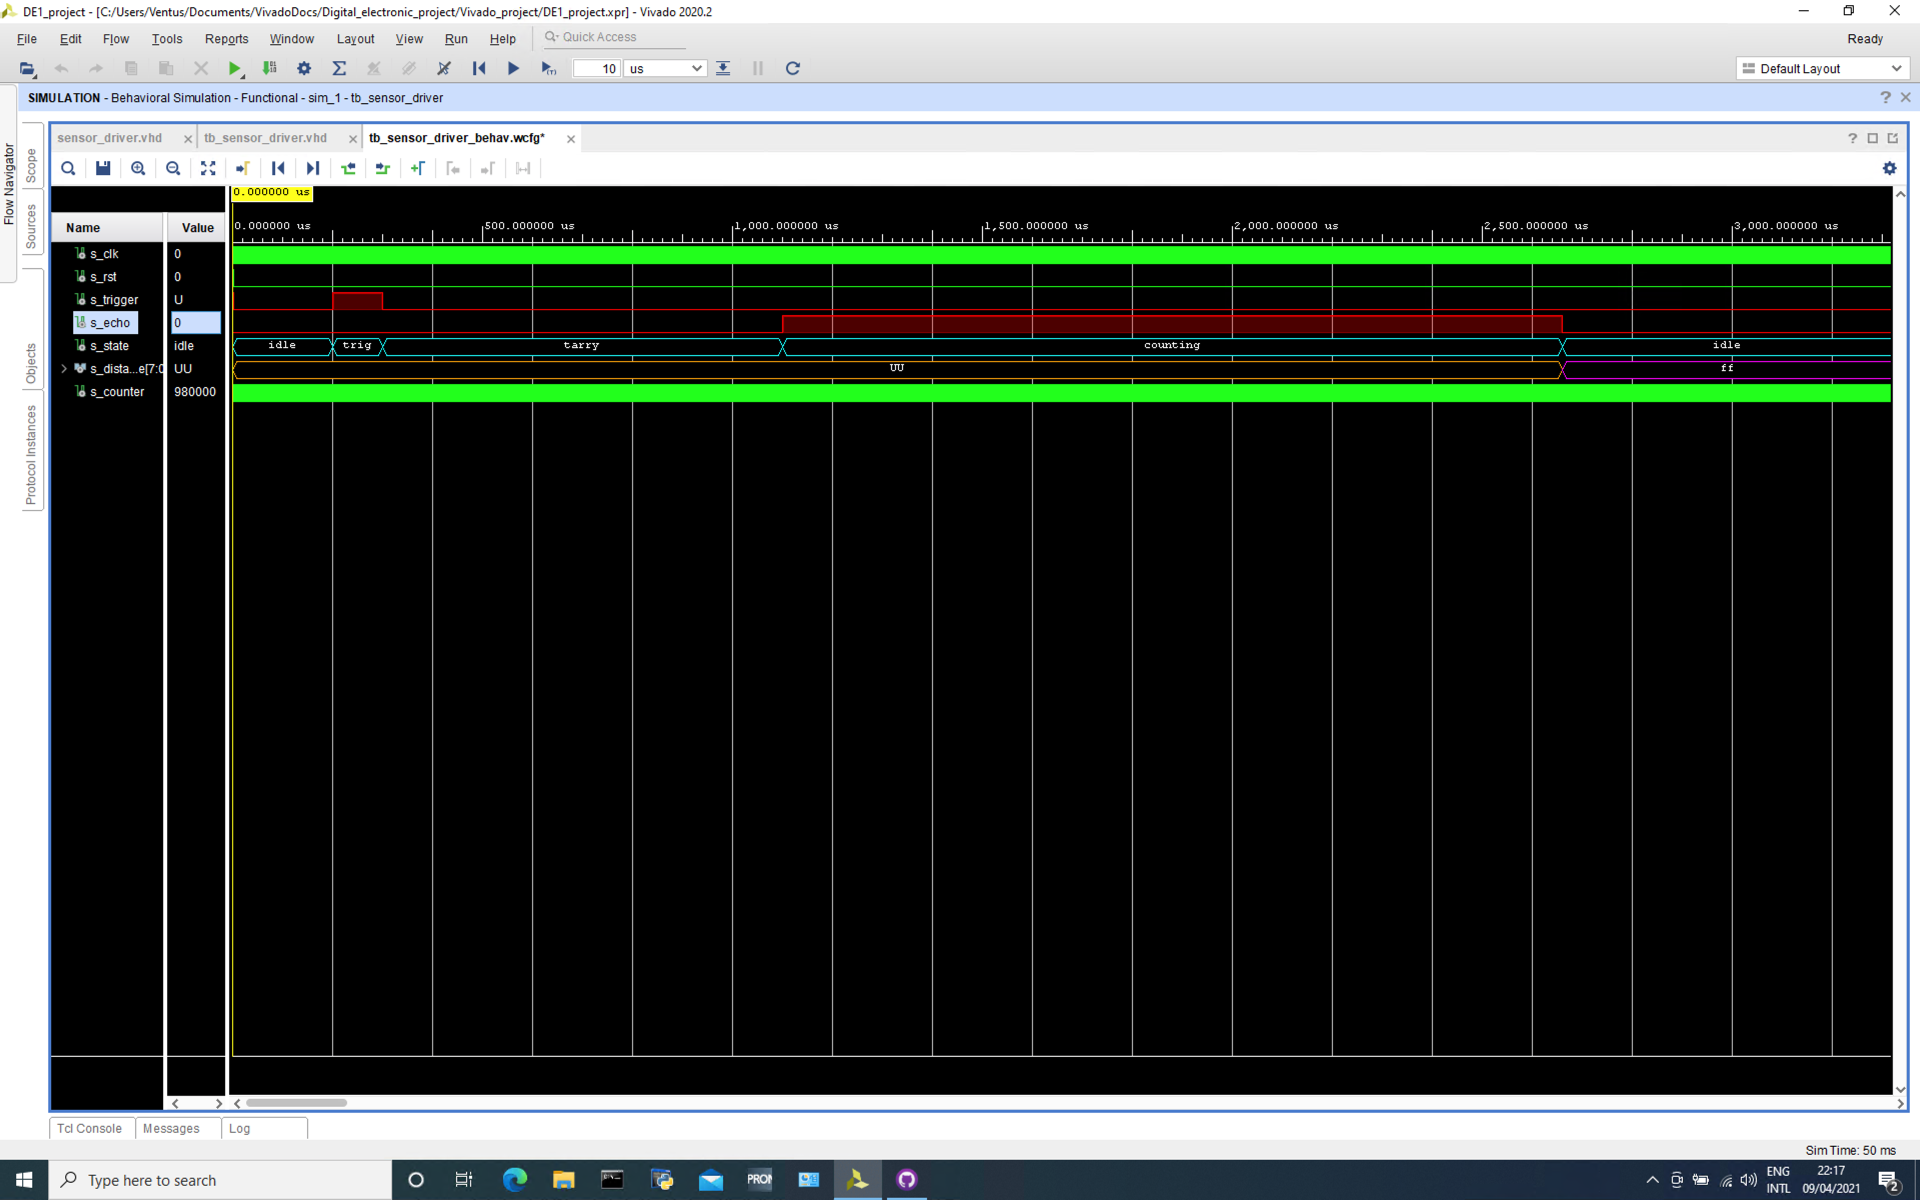 DE1_project - [C:/Users/Ventus/Documents/VivadoDocs/Digital_electronic_project/Vivado_project/DE1_project.xpr] - Vivado 2020.2
File Edit Flow Tools Reports Window Layout View Run Help Quick Access Ready
10 us Default Layout
SIMULATION - Behavioral Simulation - Functional - sim_1 - tb_sensor_driver
sensor_driver.vhd tb_sensor_driver.vhd tb_sensor_driver_behav.wcfg*
Flow Navigator
Scope
Sources
Objects
Protocol Instances
0.000000 us
Name Value
0.000000 us 500.000000 us 1,000.000000 us 1,500.000000 us 2,000.000000 us 2,500.000000 us 3,000.000000 us
s_clk 0
s_rst 0
s_trigger U
s_echo 0
s_state idle idle trig tarry counting idle
s_dista...e[7:0 UU UU ff
s_counter 980000
Tcl Console Messages Log
Sim Time: 50 ms
Type here to search
PRON
ENG
INTL
22:17
09/04/2021
2